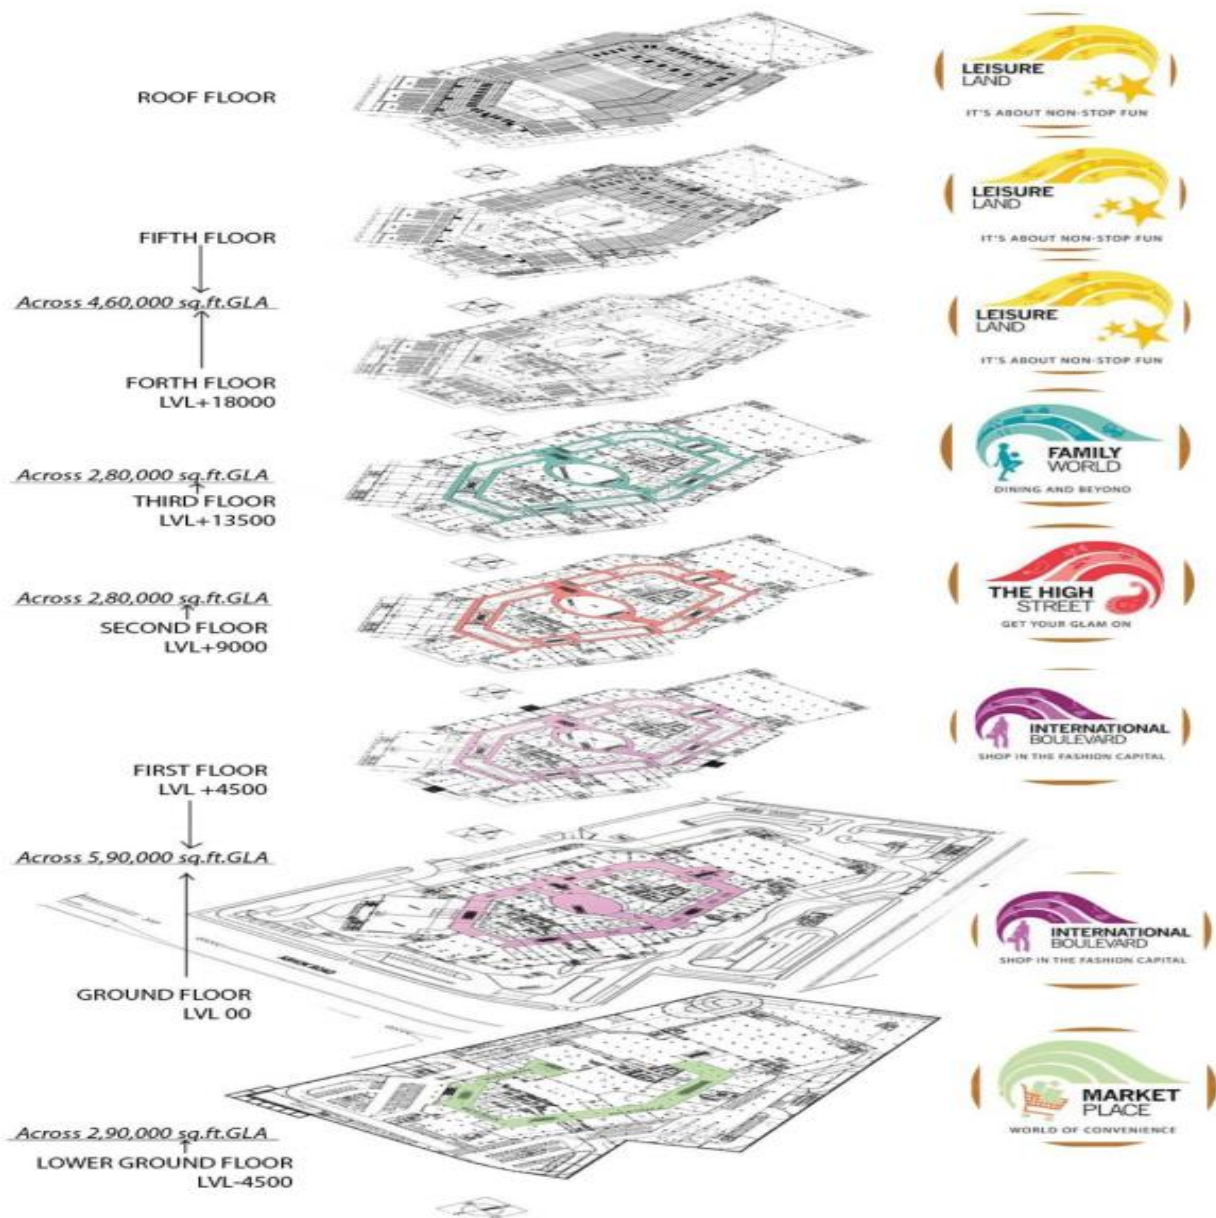 ROOF FLOOR
LEISURE
LAND
IT'S ABOUT NON-STOP FUN
FIFTH FLOOR
LEISURE
LAND
IT'S ABOUT NON-STOP FUN
Across 4,60,000 sq.ft.GLA
FORTH FLOOR
LVL+18000
LEISURE
LAND
IT'S ABOUT NON-STOP FUN
Across 2,80,000 sq.ft.GLA
THIRD FLOOR
LVL+13500
FAMILY
WORLD
DINING AND BEYOND
Across 2,80,000 sq.ft.GLA
SECOND FLOOR
LVL+9000
THE HIGH
STREET
GET YOUR GLAM ON
FIRST FLOOR
LVL +4500
INTERNATIONAL
BOULEVARD
SHOP IN THE FASHION CAPITAL
Across 5,90,000 sq.ft.GLA
GROUND FLOOR
LVL 00
INTERNATIONAL
BOULEVARD
SHOP IN THE FASHION CAPITAL
Across 2,90,000 sq.ft.GLA
LOWER GROUND FLOOR
LVL-4500
MARKET
PLACE
WORLD OF CONVENIENCE